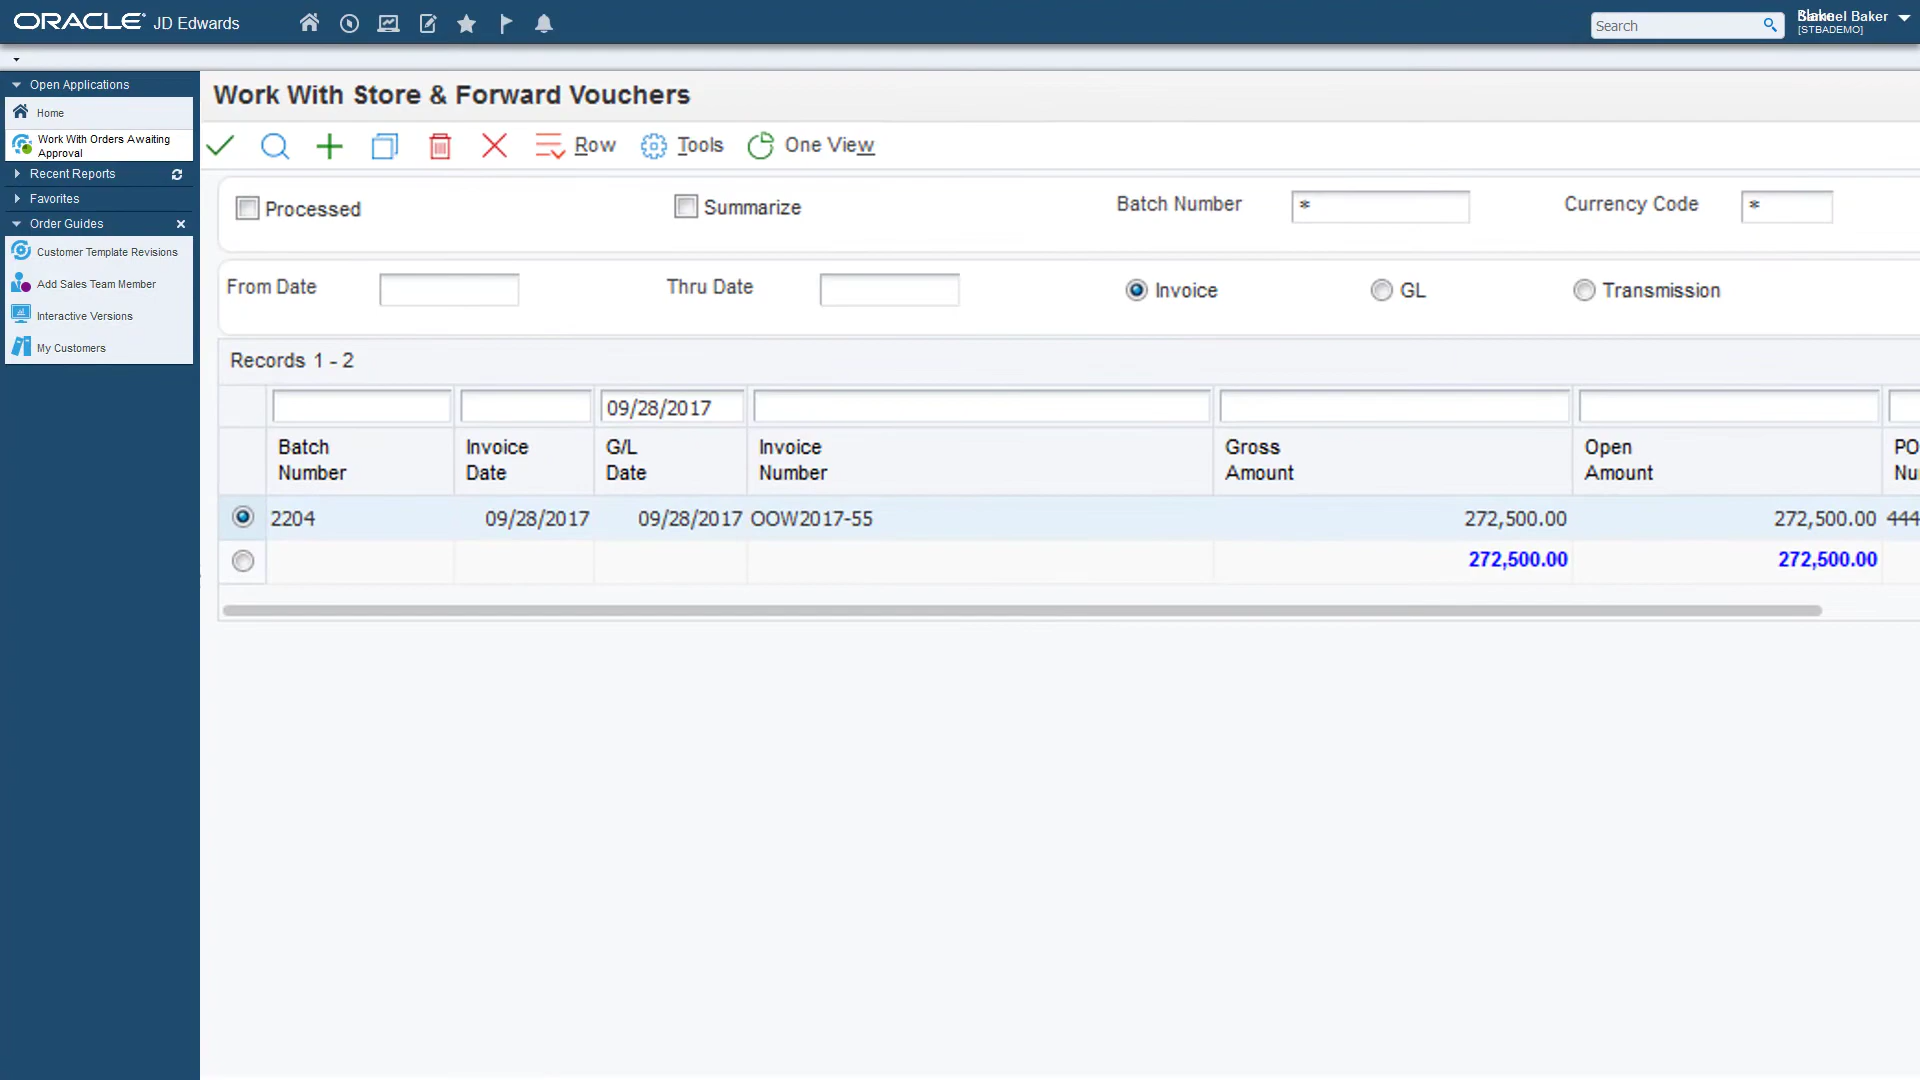 ORACLE JD Edwards
Search
Baker
[STBADEMO]
Open Applications
Home
Work With Orders Awaiting
Approval
Recent Reports
Favorites
Order Guides
Customer Template Revisions
Add Sales Team Member
Interactive Versions
My Customers
Work With Store & Forward Vouchers
Row Tools One View
Processed Summarize Batch Number * Currency Code *
From Date Thru Date Invoice GL Transmission
Records 1 - 2
09/28/2017
Batch Number Invoice Date G/L Date Invoice Number Gross Amount Open Amount PO Nu
2204 09/28/2017 09/28/2017 OOW2017-55 272,500.00 272,500.00 444
272,500.00 272,500.00